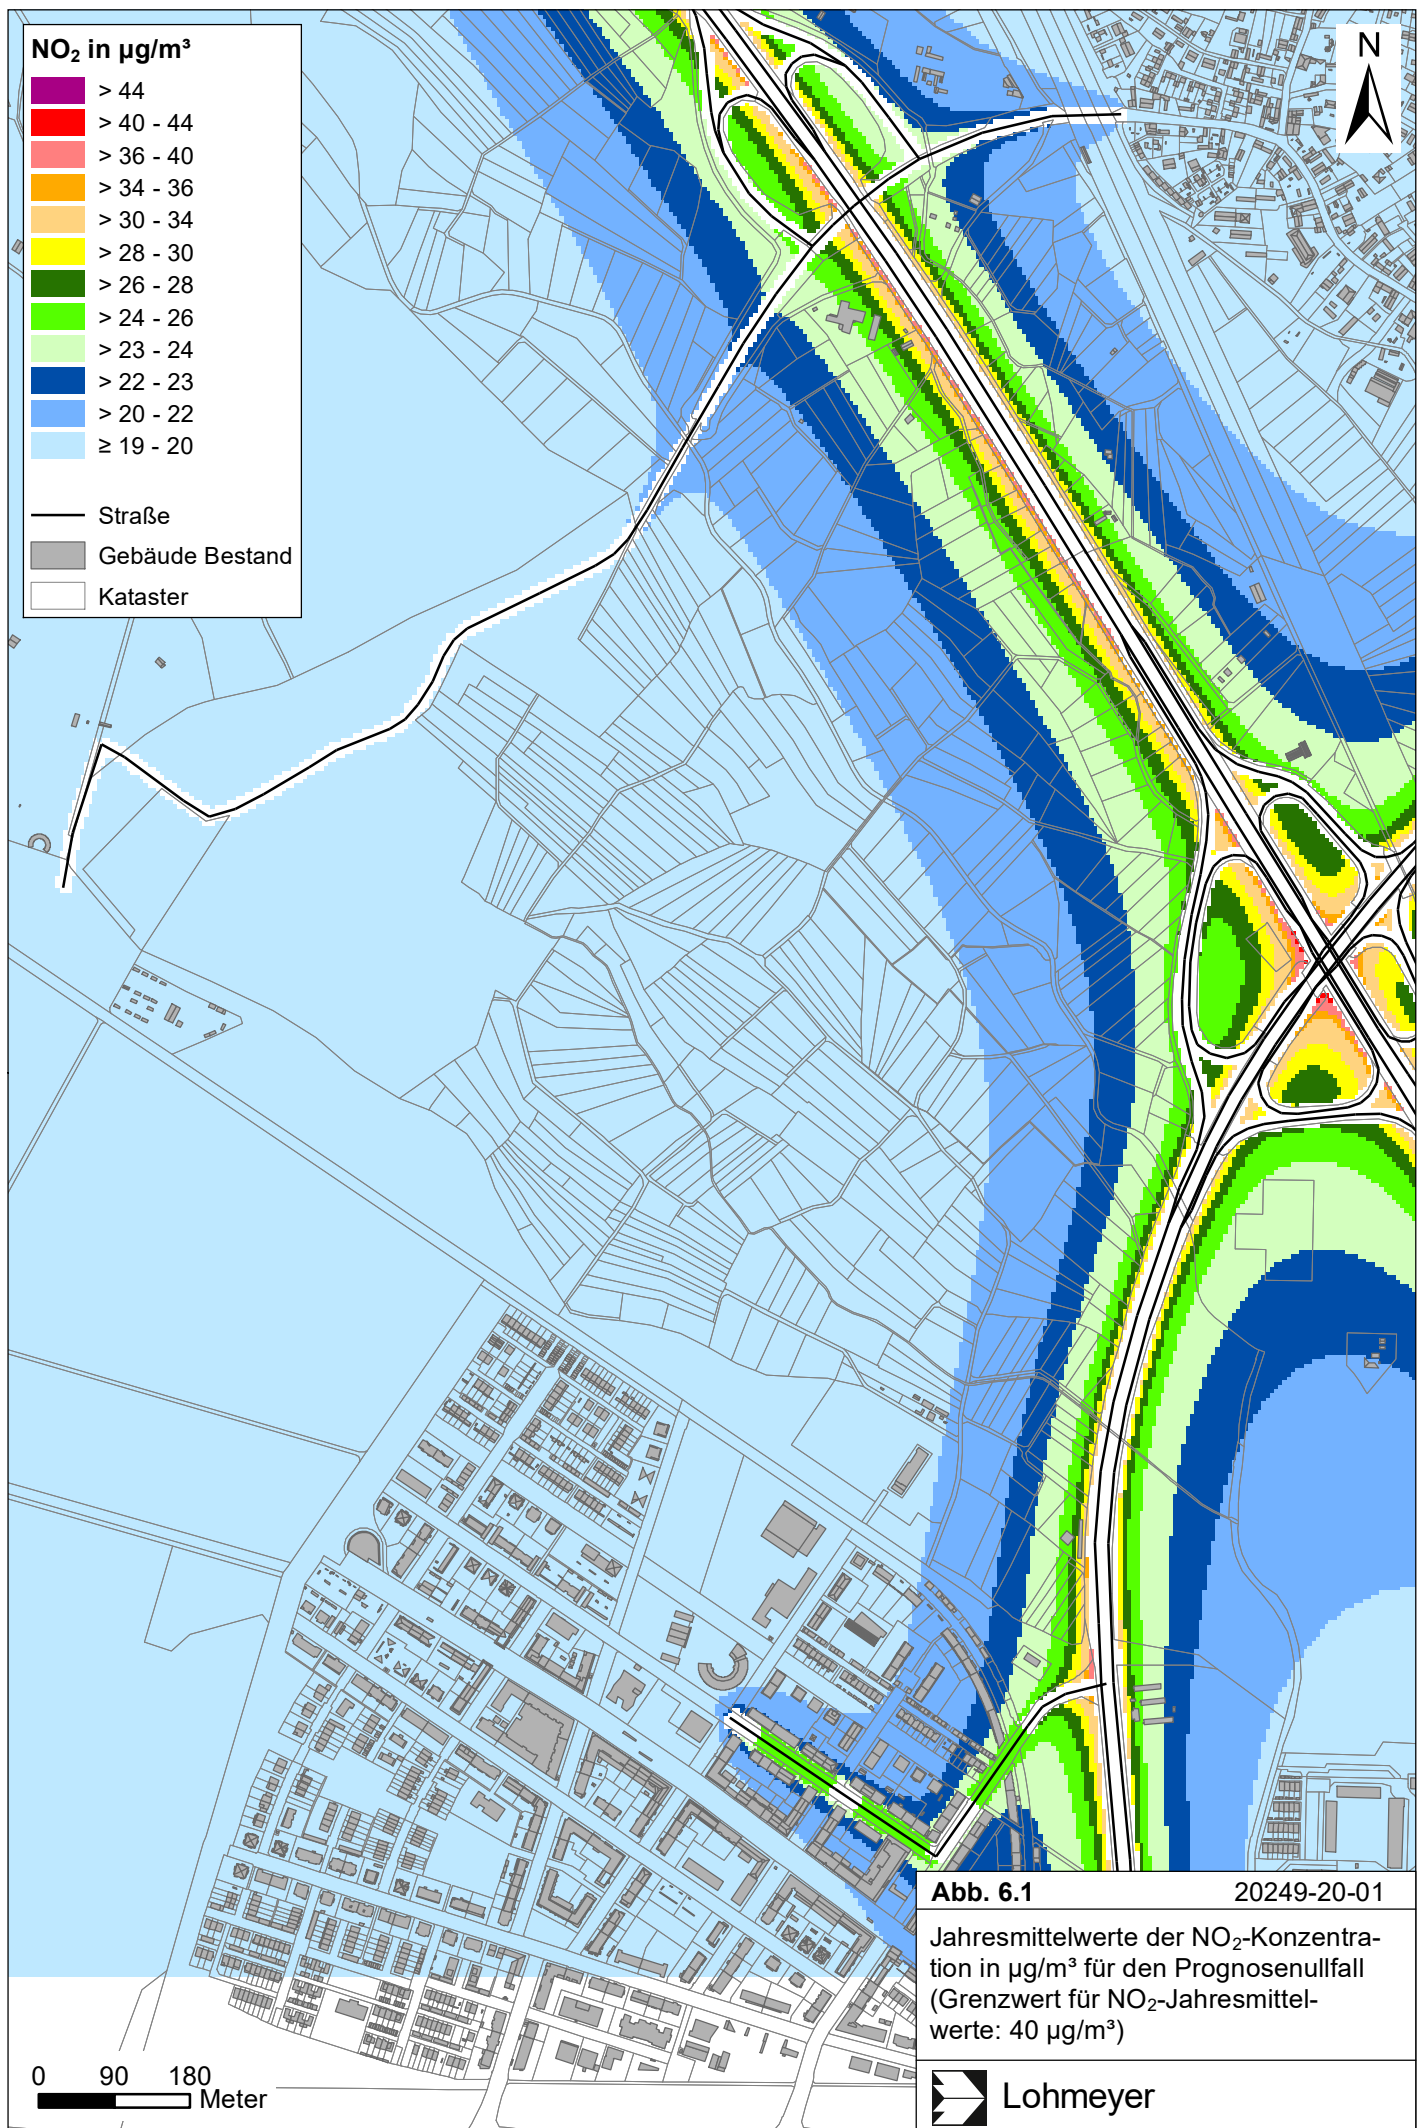 NO₂ in µg/m³
> 44
> 40 - 44
> 36 - 40
> 34 - 36
> 30 - 34
> 28 - 30
> 26 - 28
> 24 - 26
> 23 - 24
> 22 - 23
> 20 - 22
≥ 19 - 20
Straße
Gebäude Bestand
Kataster
N
Abb. 6.1 20249-20-01
Jahresmittelwerte der NO₂-Konzentra-
tion in µg/m³ für den Prognosenullfall
(Grenzwert für NO₂-Jahresmittel-
werte: 40 µg/m³)
0 90 180
Meter
Lohmeyer